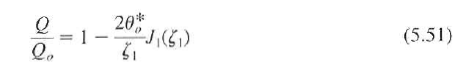 Q/Q_o = 1 - 2θ_o^*/ζ_1 J_1(ζ_1) (5.51)